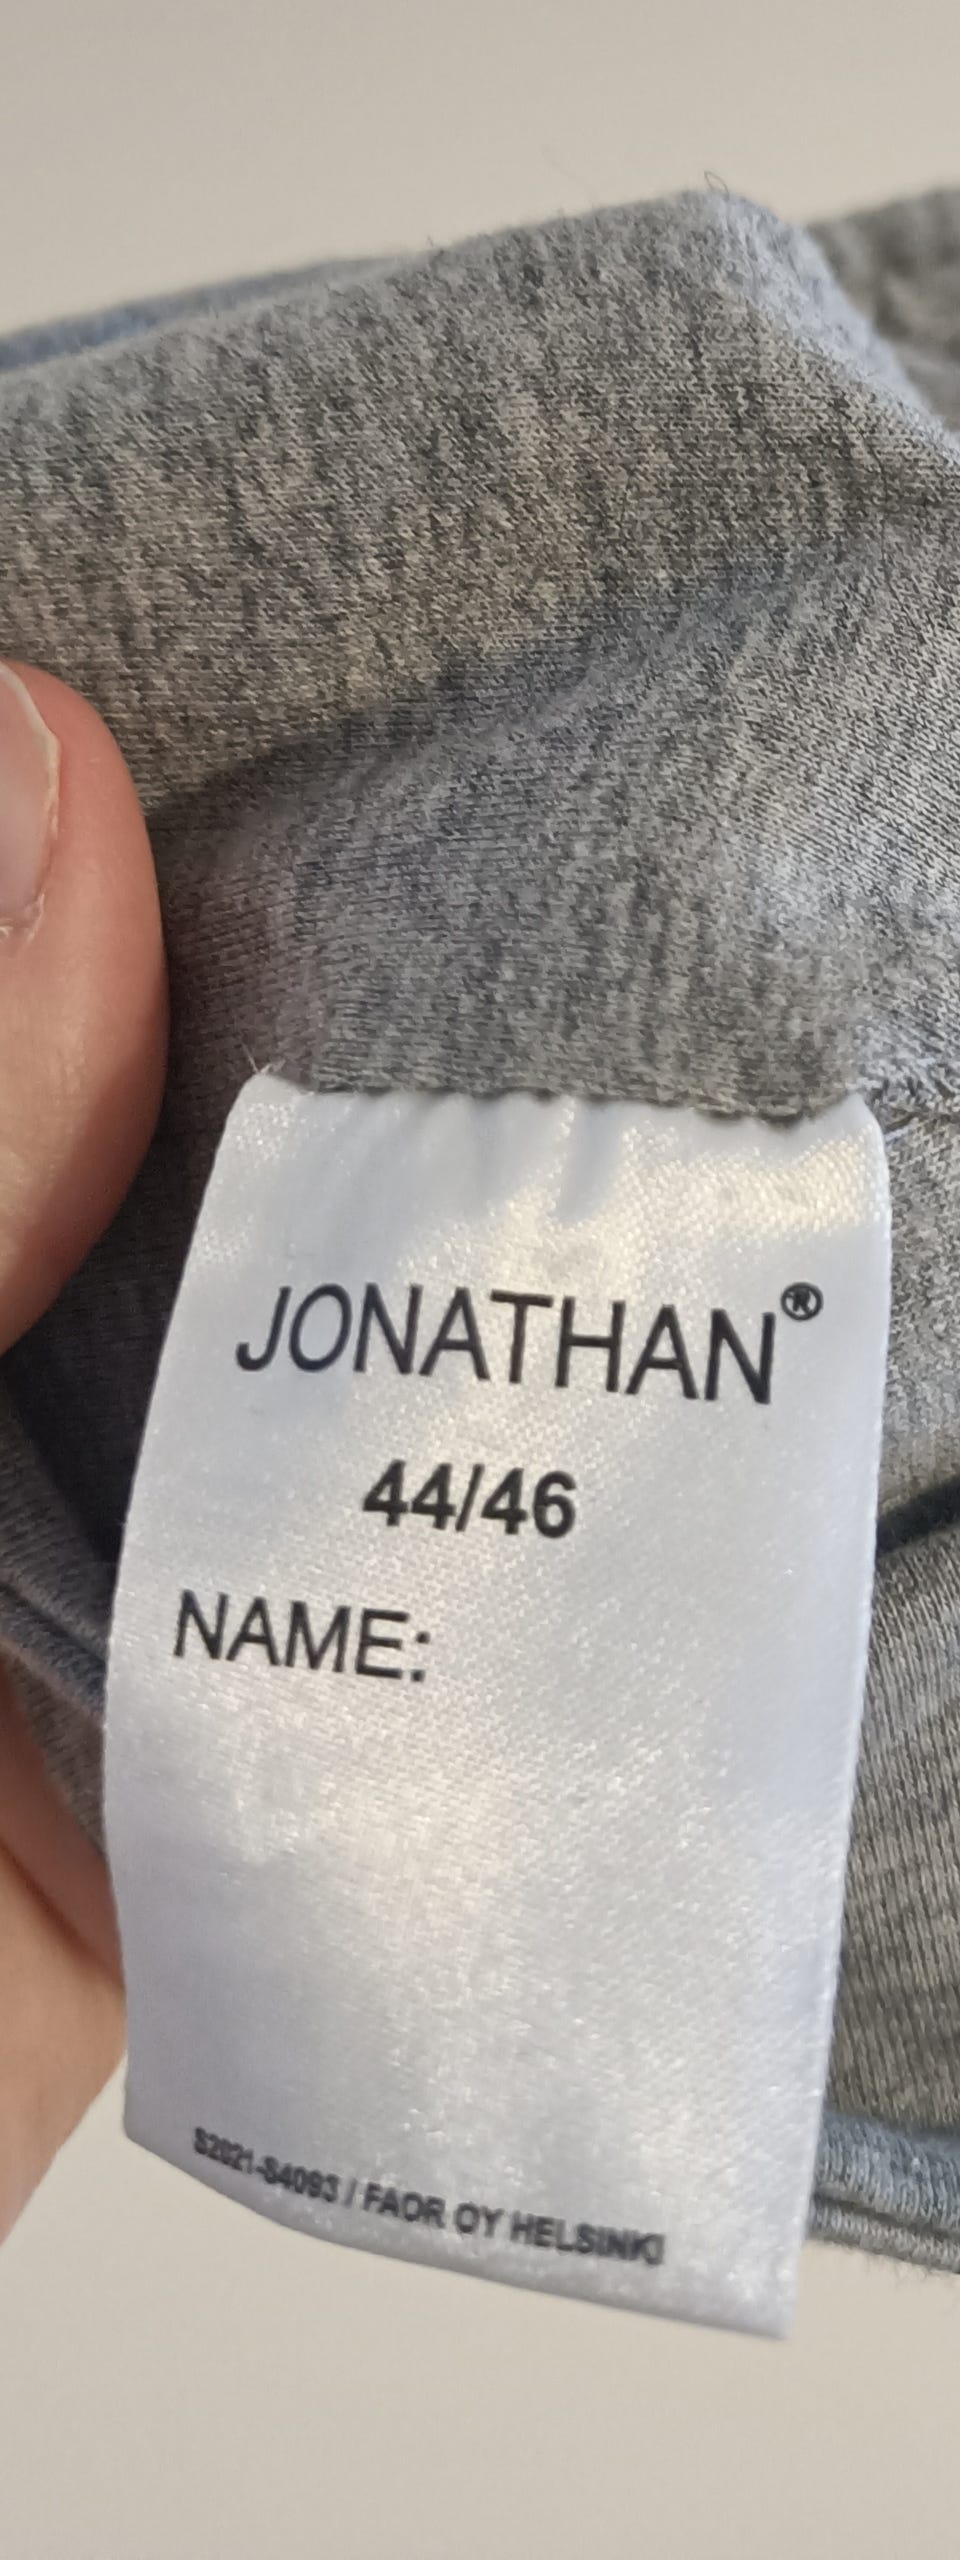 JONATHAN®
44/46
NAME:
S2021-S4093 / FAOR OY HELSINKI